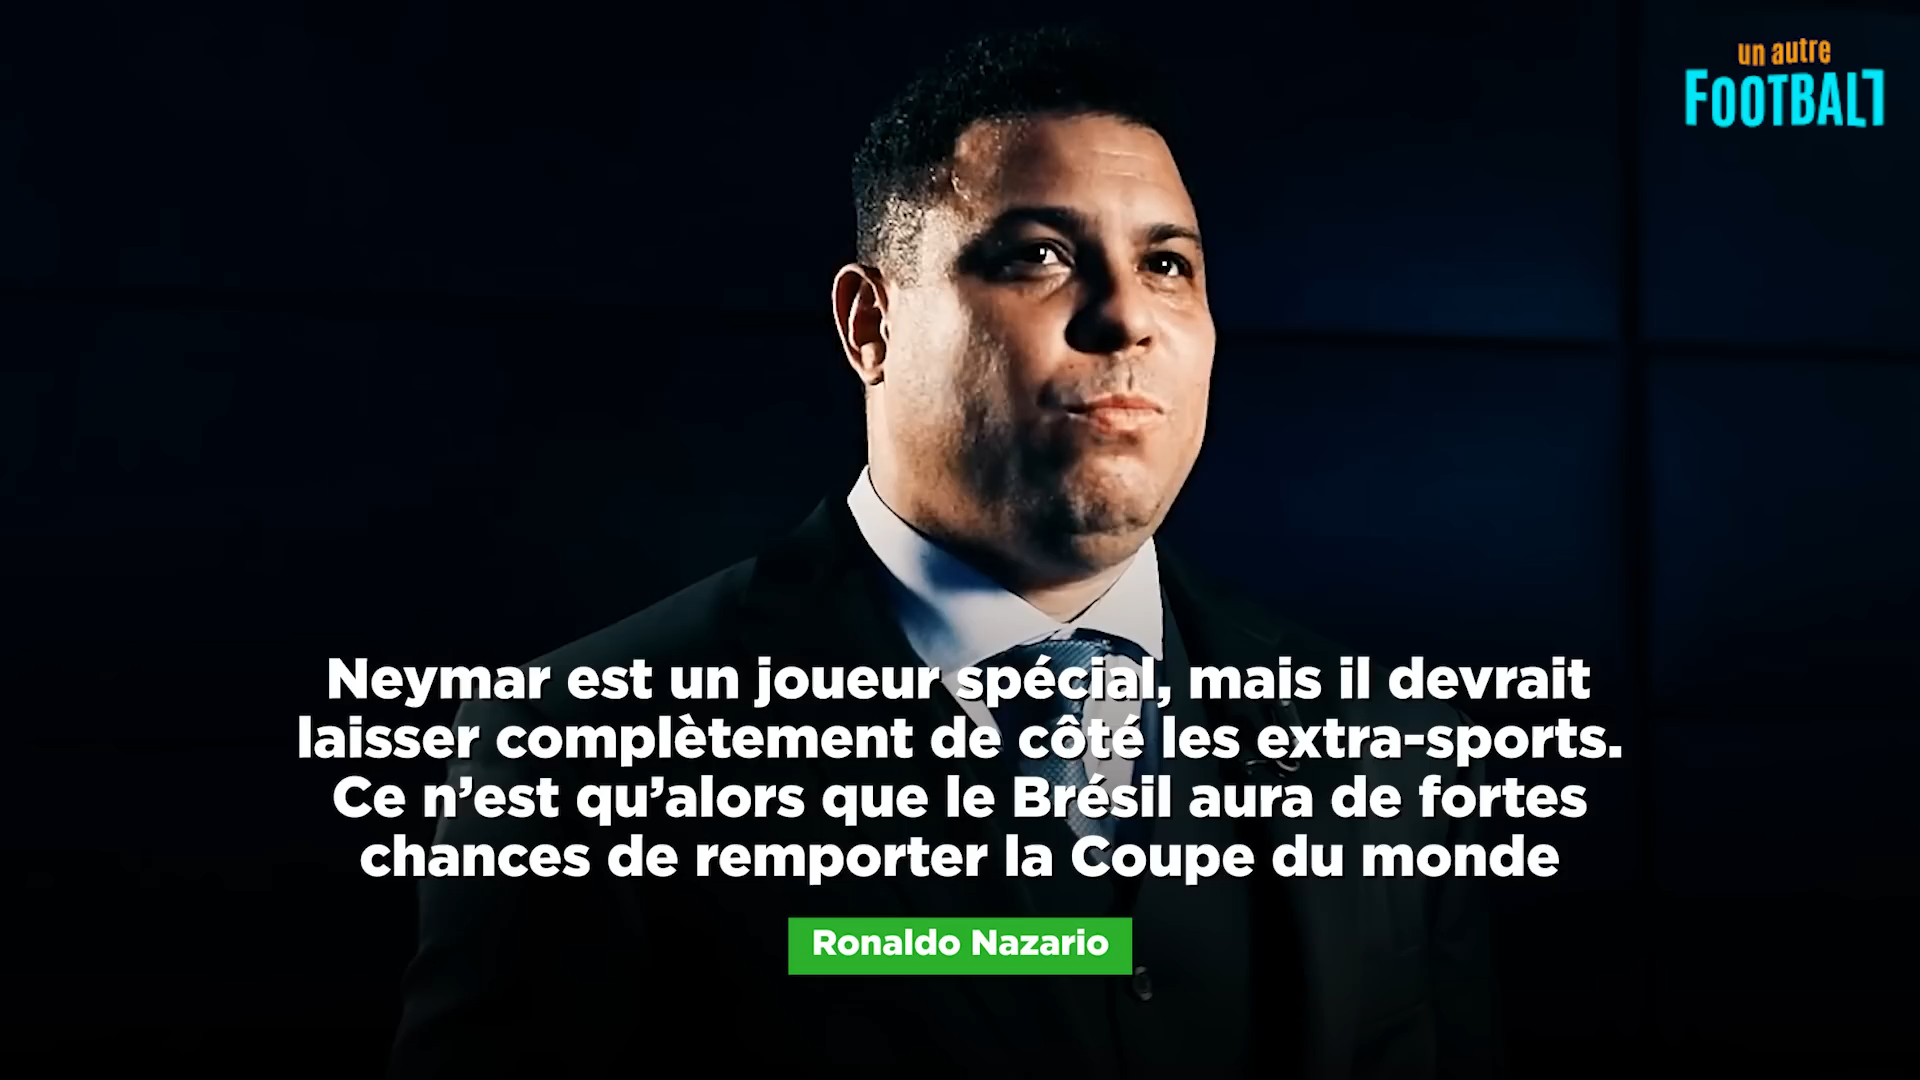 un autre
FOOTBALL
Neymar est un joueur spécial, mais il devrait
laisser complètement de côté les extra-sports.
Ce n’est qu’alors que le Brésil aura de fortes
chances de remporter la Coupe du monde
Ronaldo Nazario